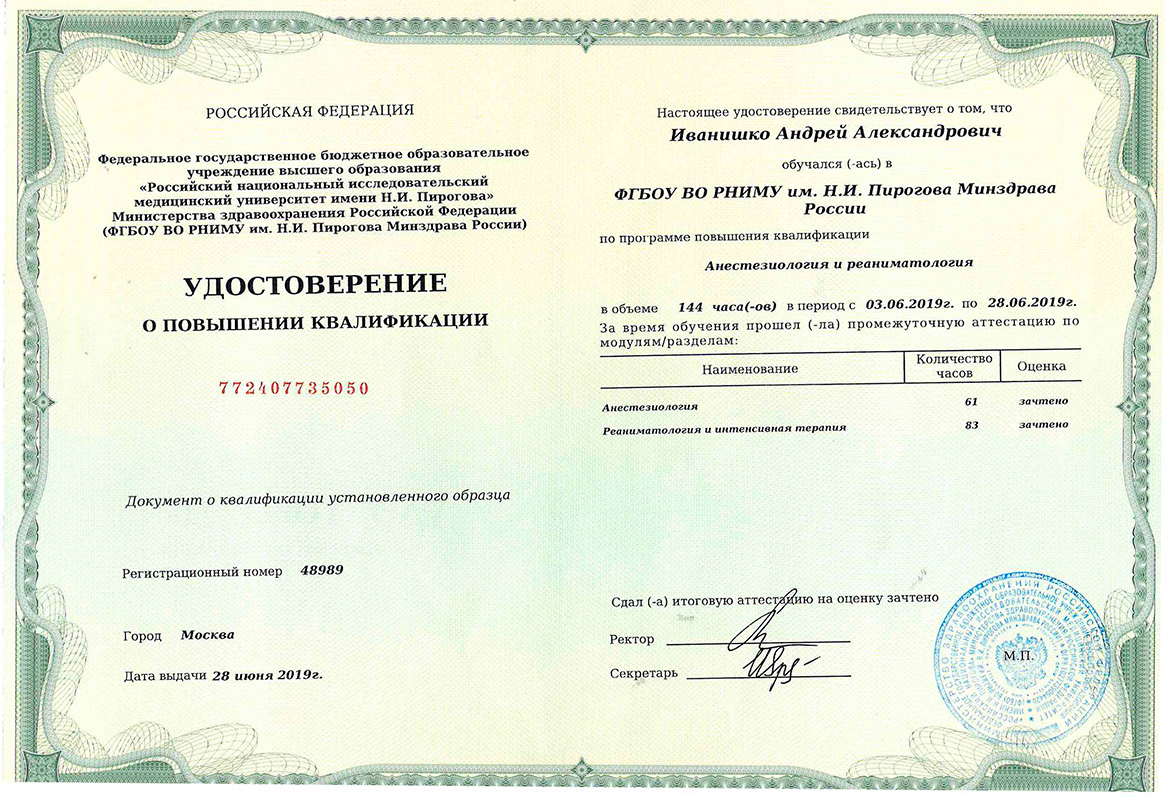 РОССИЙСКАЯ ФЕДЕРАЦИЯ
Федеральное государственное бюджетное образовательное
учреждение высшего образования
«Российский национальный исследовательский
медицинский университет имени Н.И. Пирогова»
Министерства здравоохранения Российской Федерации
(ФГБОУ ВО РНИМУ им. Н.И. Пирогова Минздрава России)
УДОСТОВЕРЕНИЕ
О ПОВЫШЕНИИ КВАЛИФИКАЦИИ
772407735050
Документ о квалификации установленного образца
Регистрационный номер 48989
Город Москва
Дата выдачи 28 июня 2019г.
Настоящее удостоверение свидетельствует о том, что
Иванишко Андрей Александрович
обучался (-ась) в
ФГБОУ ВО РНИМУ им. Н.И. Пирогова Минздрава
России
по программе повышения квалификации
Анестезиология и реаниматология
в объеме 144 часа(-ов) в период с 03.06.2019г. по 28.06.2019г.
За время обучения прошел (-ла) промежуточную аттестацию по
модулям/разделам:
Наименование Количество часов Оценка
Анестезиология 61 зачтено
Реаниматология и интенсивная терапия 83 зачтено
Сдал (-а) итоговую аттестацию на оценку зачтено
Ректор
Секретарь
М.П.